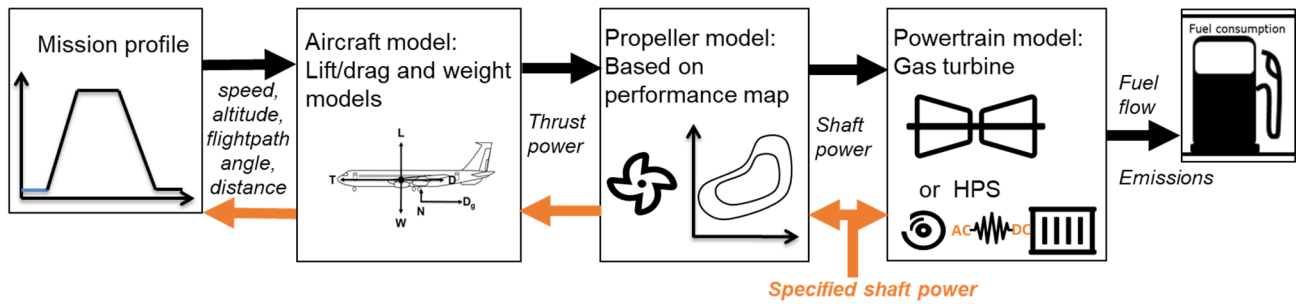 Mission profile
speed,
altitude,
flightpath
angle,
distance
Aircraft model:
Lift/drag and weight
models
L
T
D
N
D_g
W
Thrust
power
Propeller model:
Based on
performance map
Shaft
power
Specified shaft power
Powertrain model:
Gas turbine
or HPS
AC
DC
Fuel
flow
Emissions
Fuel consumption